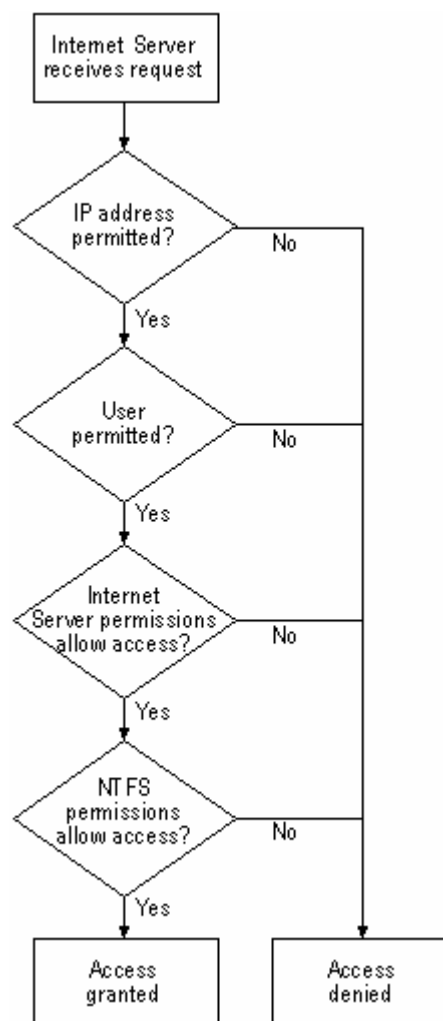 Internet Server
receives request
IP address
permitted?
No
Yes
User
permitted?
No
Yes
Internet
Server permissions
allow access?
No
Yes
NTFS
permissions
allow access?
No
Yes
Access
granted
Access
denied